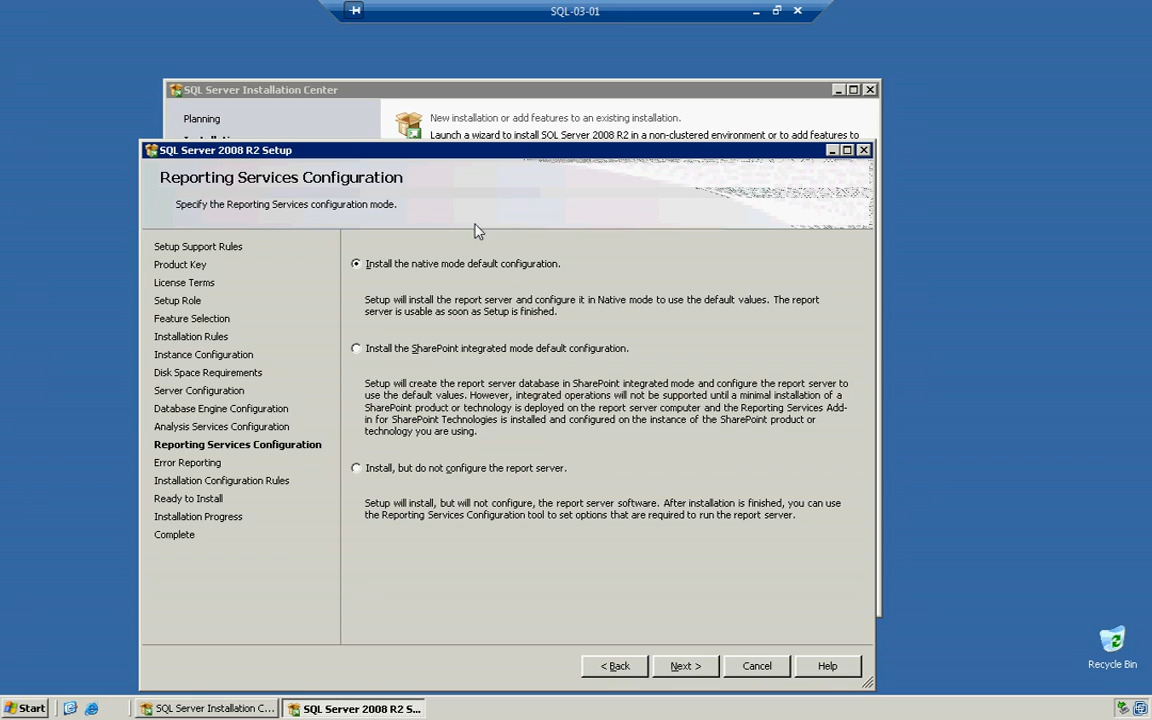 SQL-03-01
SQL Server Installation Center
Planning
New installation or add features to an existing installation.
Launch a wizard to install SQL Server 2008 R2 in a non-clustered environment or to add features to
SQL Server 2008 R2 Setup
Reporting Services Configuration
Specify the Reporting Services configuration mode.
Setup Support Rules
Product Key
License Terms
Setup Role
Feature Selection
Installation Rules
Instance Configuration
Disk Space Requirements
Server Configuration
Database Engine Configuration
Analysis Services Configuration
Reporting Services Configuration
Error Reporting
Installation Configuration Rules
Ready to Install
Installation Progress
Complete
Install the native mode default configuration.
Setup will install the report server and configure it in Native mode to use the default values. The report
server is usable as soon as Setup is finished.
Install the SharePoint integrated mode default configuration.
Setup will create the report server database in SharePoint integrated mode and configure the report server to
use the default values. However, integrated operations will not be supported until a minimal installation of a
SharePoint product or technology is deployed on the report server computer and the Reporting Services Add-
in for SharePoint Technologies is installed and configured on the instance of the SharePoint product or
technology you are using.
Install, but do not configure the report server.
Setup will install, but will not configure, the report server software. After installation is finished, you can use
the Reporting Services Configuration tool to set options that are required to run the report server.
< Back
Next >
Cancel
Help
Recycle Bin
Start
SQL Server Installation C...
SQL Server 2008 R2 S...